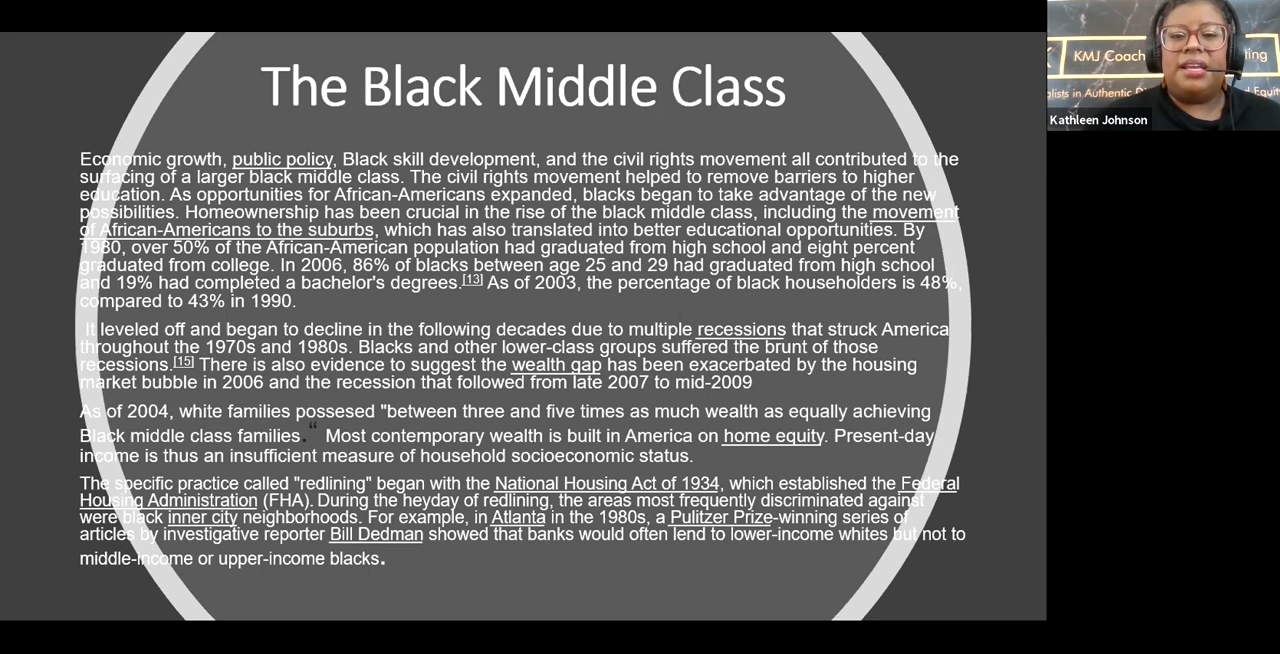 The Black Middle Class
Economic growth, public policy, Black skill development, and the civil rights movement all contributed to the
surfacing of a larger black middle class. The civil rights movement helped to remove barriers to higher
education. As opportunities for African-Americans expanded, blacks began to take advantage of the new
possibilities. Homeownership has been crucial in the rise of the black middle class, including the movement
of African-Americans to the suburbs, which has also translated into better educational opportunities. By
1980, over 50% of the African-American population had graduated from high school and eight percent
graduated from college. In 2006, 86% of blacks between age 25 and 29 had graduated from high school
and 19% had completed a bachelor's degrees.[13] As of 2003, the percentage of black householders is 48%,
compared to 43% in 1990.
It leveled off and began to decline in the following decades due to multiple recessions that struck America
throughout the 1970s and 1980s. Blacks and other lower-class groups suffered the brunt of those
recessions.[15] There is also evidence to suggest the wealth gap has been exacerbated by the housing
market bubble in 2006 and the recession that followed from late 2007 to mid-2009
As of 2004, white families possesed "between three and five times as much wealth as equally achieving
Black middle class families.“ Most contemporary wealth is built in America on home equity. Present-day
income is thus an insufficient measure of household socioeconomic status.
The specific practice called "redlining" began with the National Housing Act of 1934, which established the Federal
Housing Administration (FHA). During the heyday of redlining, the areas most frequently discriminated against
were black inner city neighborhoods. For example, in Atlanta in the 1980s, a Pulitzer Prize-winning series of
articles by investigative reporter Bill Dedman showed that banks would often lend to lower-income whites but not to
middle-income or upper-income blacks.
KMJ Coach
Authentic
Kathleen Johnson